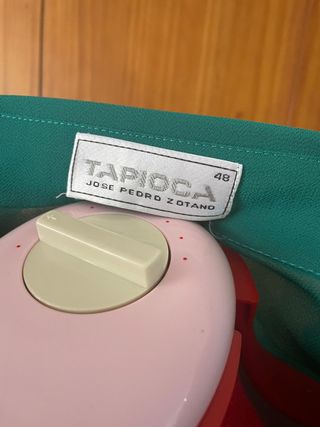 48
TAPIOCA
JOSE PEDRO ZOTANO